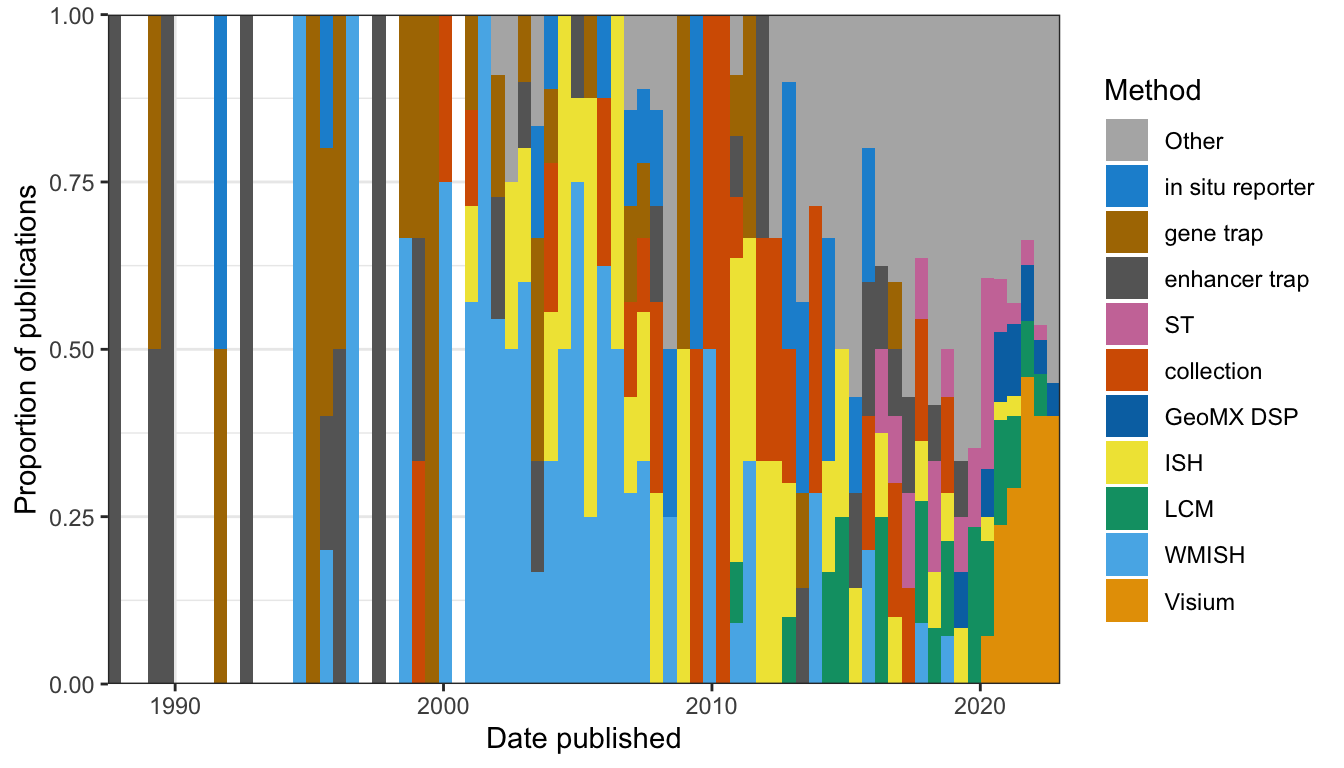 Proportion of publications
1.00
0.75
0.50
0.25
0.00
1990
2000
2010
2020
Date published
Method
Other
in situ reporter
gene trap
enhancer trap
ST
collection
GeoMX DSP
ISH
LCM
WMISH
Visium